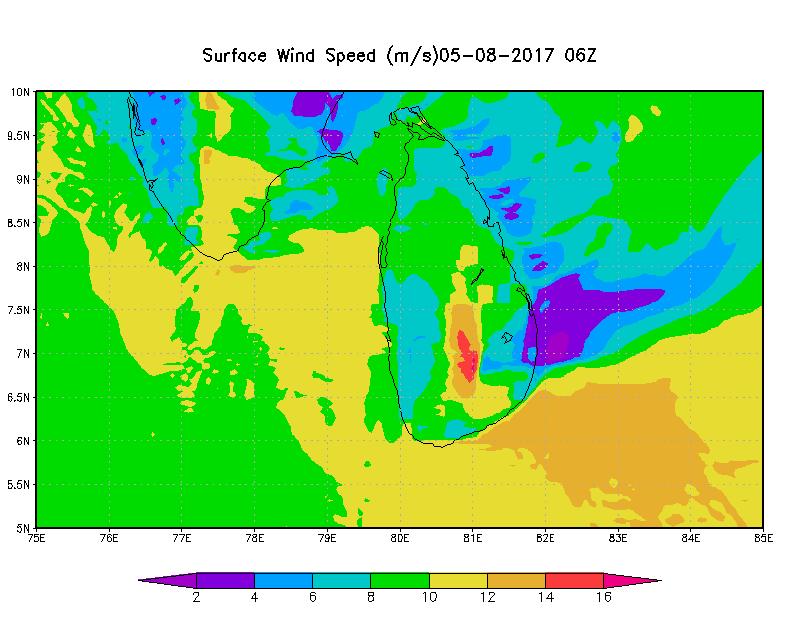 Surface Wind Speed (m/s)05-08-2017 06Z
10N
9.5N
9N
8.5N
8N
7.5N
7N
6.5N
6N
5.5N
5N
75E 76E 77E 78E 79E 80E 81E 82E 83E 84E 85E
2 4 6 8 10 12 14 16